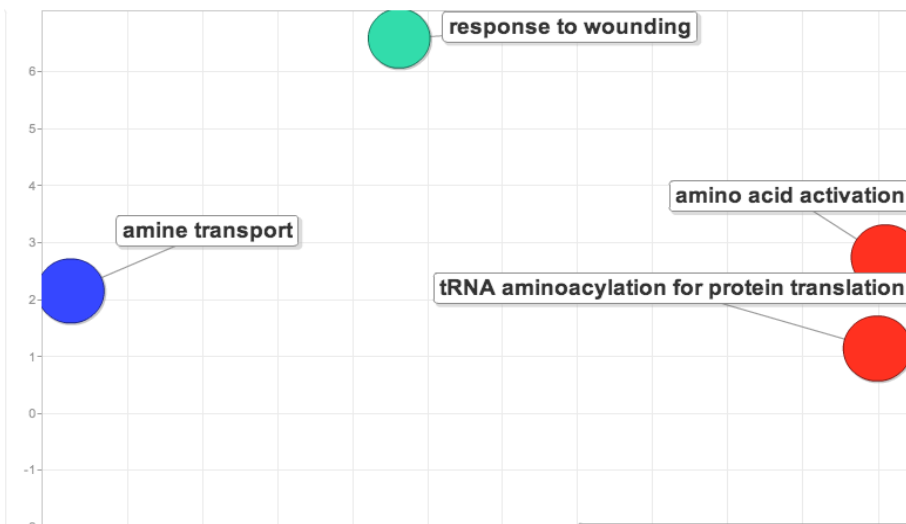 response to wounding
6
5
4
amino acid activation
3
amine transport
tRNA aminoacylation for protein translation
2
1
0
-1